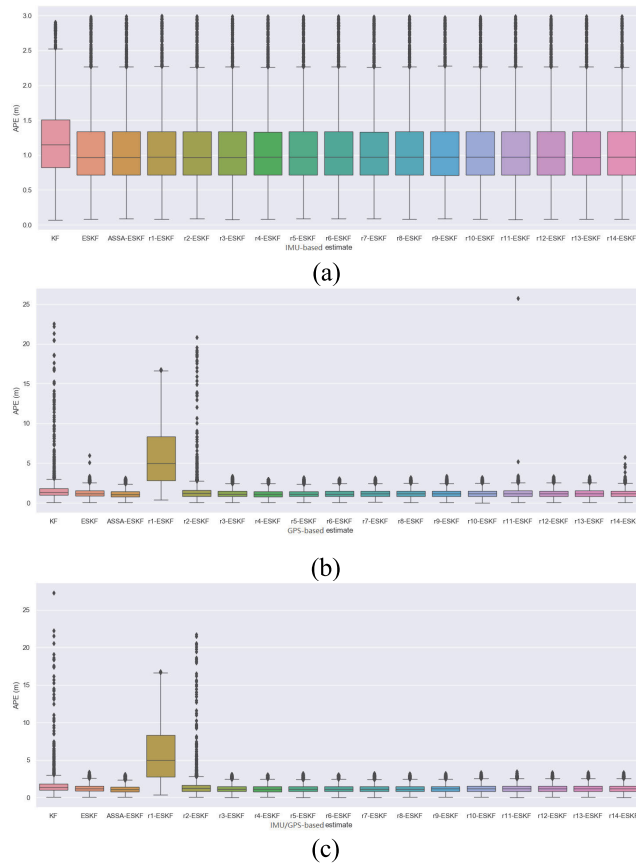 3.0
2.5
2.0
1.5
1.0
0.5
0.0
APE (m)
KF ESKF ASSA-ESKF r1-ESKF r2-ESKF r3-ESKF r4-ESKF r5-ESKF r6-ESKF r7-ESKF r8-ESKF r9-ESKF r10-ESKF r11-ESKF r12-ESKF r13-ESKF r14-ESKF
IMU-based estimate
(a)
25
20
15
10
5
0
APE (m)
KF ESKF ASSA-ESKF r1-ESKF r2-ESKF r3-ESKF r4-ESKF r5-ESKF r6-ESKF r7-ESKF r8-ESKF r9-ESKF r10-ESKF r11-ESKF r12-ESKF r13-ESKF r14-ESKF
GPS-based estimate
(b)
25
20
15
10
5
0
APE (m)
KF ESKF ASSA-ESKF r1-ESKF r2-ESKF r3-ESKF r4-ESKF r5-ESKF r6-ESKF r7-ESKF r8-ESKF r9-ESKF r10-ESKF r11-ESKF r12-ESKF r13-ESKF r14-ESKF
IMU/GPS-based estimate
(c)